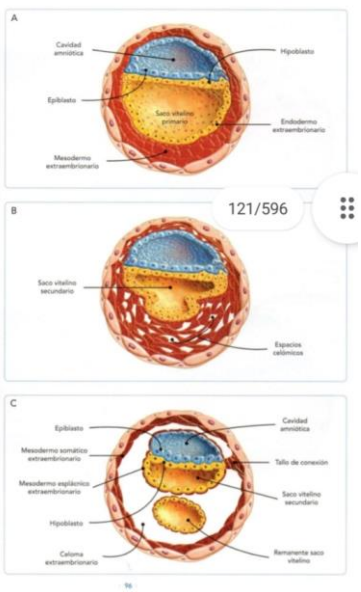 A
Cavidad
amniótica
Hipoblasto
Epiblasto
Saco vitelino
primario
Endodermo
extraembrionario
Mesodermo
extraembrionario
121/596
B
Saco vitelino
secundario
Espacios
celómicos
C
Epiblasto
Cavidad
amniótica
Mesodermo somático
extraembrionario
Tallo de conexión
Mesodermo esplácnico
extraembrionario
Saco vitelino
secundario
Hipoblasto
Celoma
extraembrionario
Remanente saco
vitelino
96